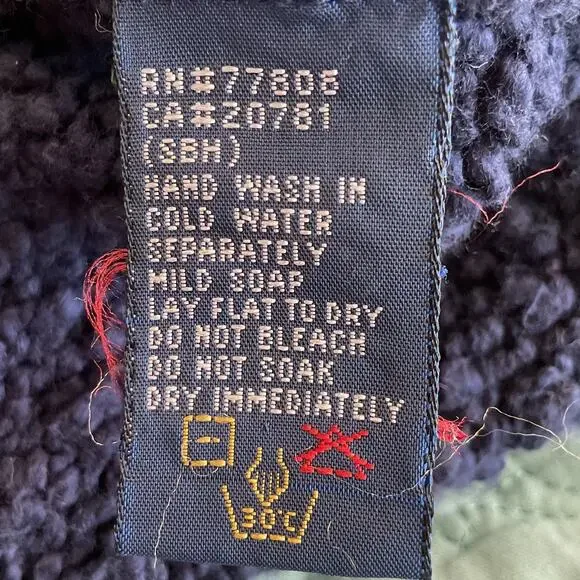 RN#77806
CA#20781
(SBH)
HAND WASH IN
COLD WATER
SEPARATELY
MILD SOAP
LAY FLAT TO DRY
DO NOT BLEACH
DO NOT SOAK
DRY IMMEDIATELY
30°C